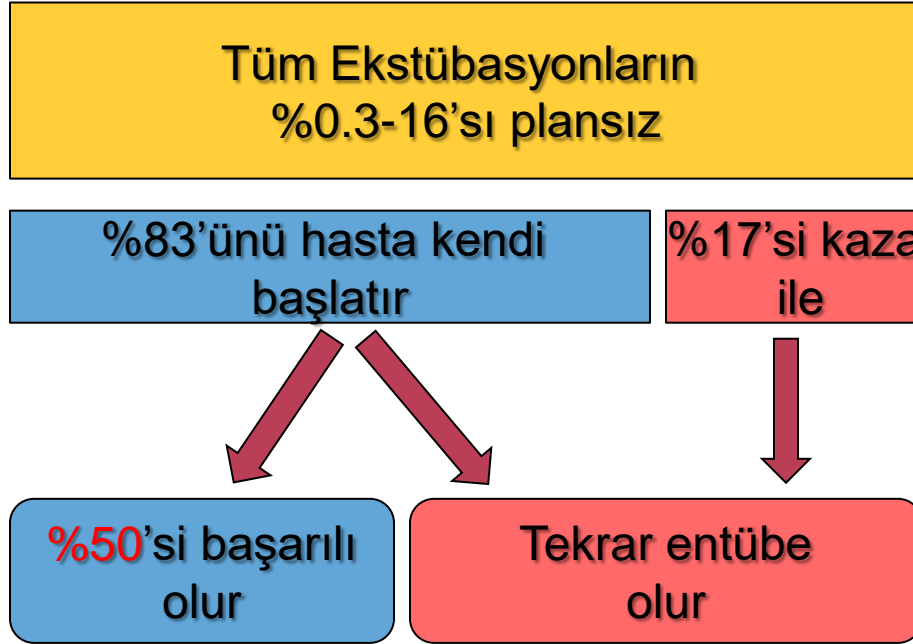 Tüm Ekstübasyonların
%0.3-16'sı plansız
%83'ünü hasta kendi
başlatır
%17'si kaza
ile
%50'si başarılı
olur
Tekrar entübe
olur